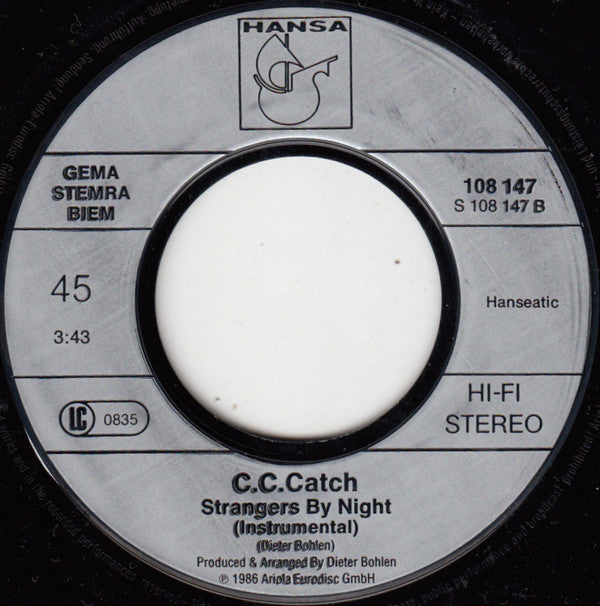 HANSA
GEMA
STEMRA
BIEM
108 147
S 108 147 B
45
3:43
Hanseatic
LC 0835
HI-FI
STEREO
C.C.Catch
Strangers By Night
(Instrumental)
(Dieter Bohlen)
Produced & Arranged By Dieter Bohlen
℗ 1986 Ariola Eurodisc GmbH